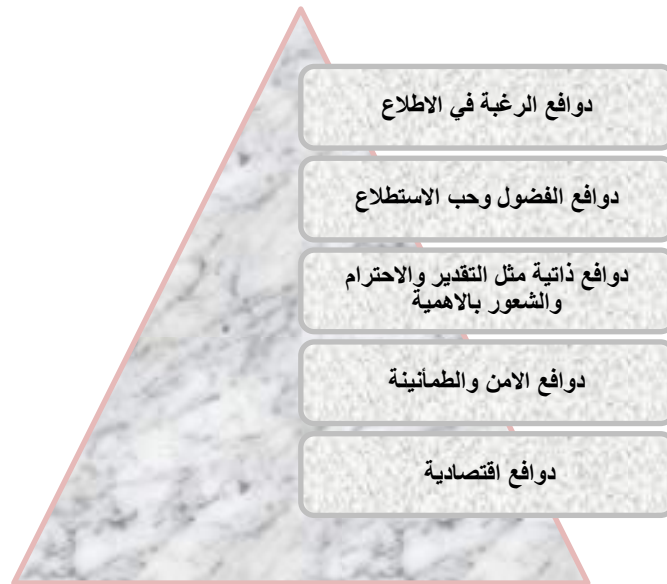 دوافع الرغبة في الاطلاع
دوافع الفضول وحب الاستطلاع
دوافع ذاتية مثل التقدير والاحترام
والشعور بالاهمية
دوافع الامن والطمأنينة
دوافع اقتصادية